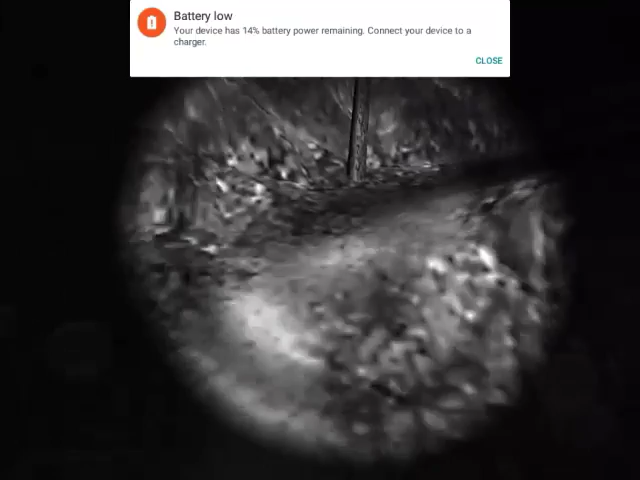 Battery low
Your device has 14% battery power remaining. Connect your device to a
charger.
CLOSE